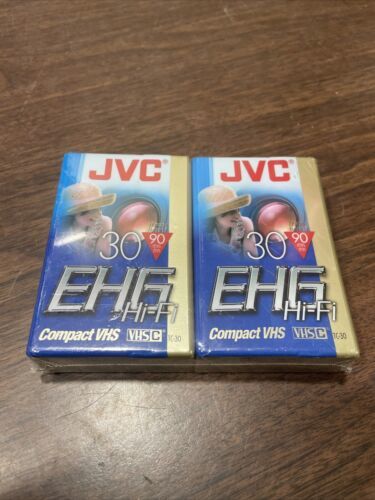 JVC
30
90
EHG
Hi-Fi
Compact VHS VHS C TC-30
JVC
30
90
EHG
Hi-Fi
Compact VHS VHS C TC-30